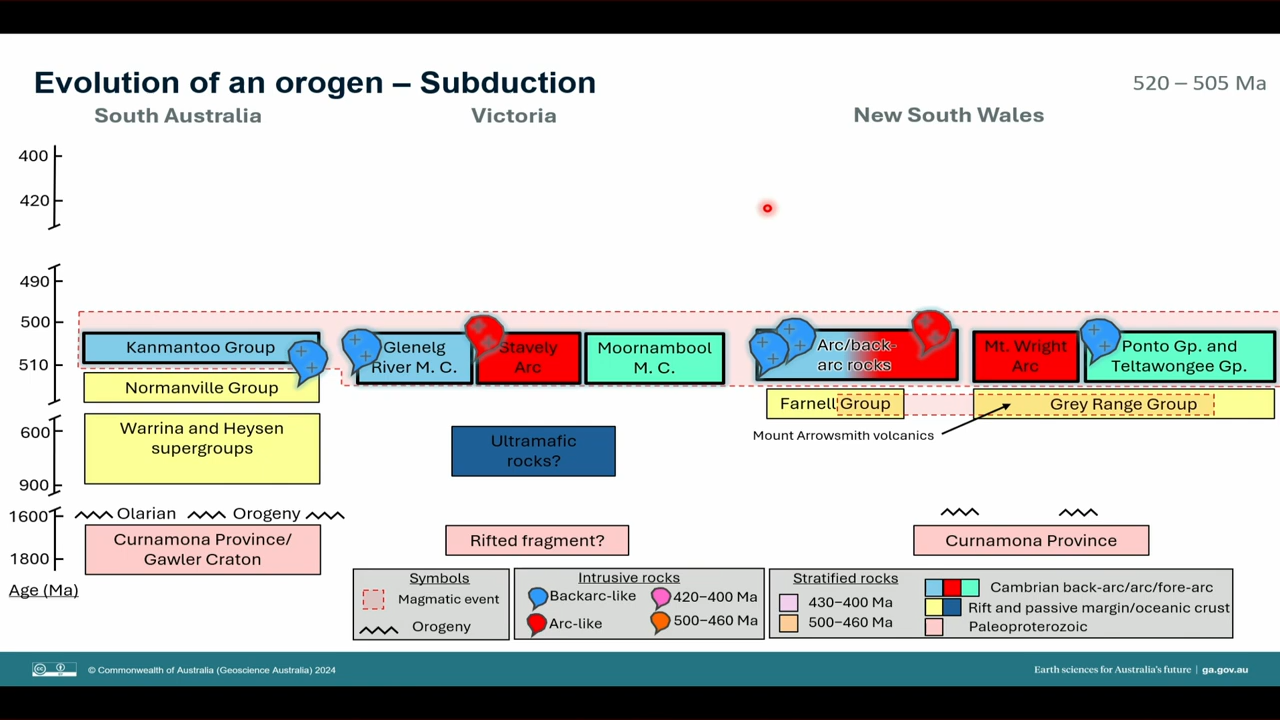 Evolution of an orogen – Subduction
520 – 505 Ma
South Australia
Victoria
New South Wales
400
420
490
500
510
600
900
1600
1800
Age (Ma)
Kanmantoo Group
Normanville Group
Warrina and Heysen
supergroups
Olarian
Orogeny
Curnamona Province/
Gawler Craton
Glenelg
River M. C.
Stavely
Arc
Moornambool
M. C.
Ultramafic
rocks?
Rifted fragment?
Arc/back-
arc rocks
Mt. Wright
Arc
Ponto Gp. and
Teltawongee Gp.
Farnell Group
Grey Range Group
Mount Arrowsmith volcanics
Curnamona Province
Symbols
Magmatic event
Orogeny
Intrusive rocks
Backarc-like
420–400 Ma
Arc-like
500–460 Ma
Stratified rocks
430–400 Ma
500–460 Ma
Cambrian back-arc/arc/fore-arc
Rift and passive margin/oceanic crust
Paleoproterozoic
© Commonwealth of Australia (Geoscience Australia) 2024
Earth sciences for Australia's future | ga.gov.au